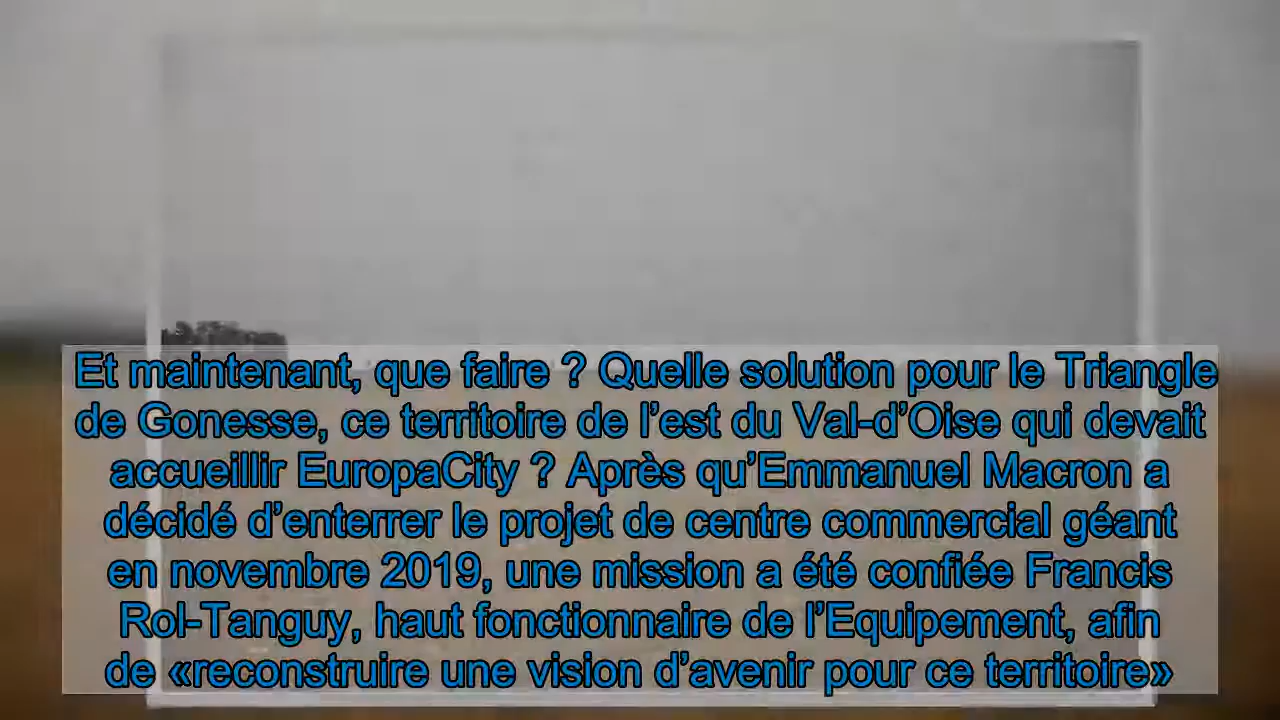 Et maintenant, que faire ? Quelle solution pour le Triangle
de Gonesse, ce territoire de l’est du Val-d’Oise qui devait
accueillir EuropaCity ? Après qu’Emmanuel Macron a
décidé d’enterrer le projet de centre commercial géant
en novembre 2019, une mission a été confiée Francis
Rol-Tanguy, haut fonctionnaire de l’Equipement, afin
de «reconstruire une vision d’avenir pour ce territoire»